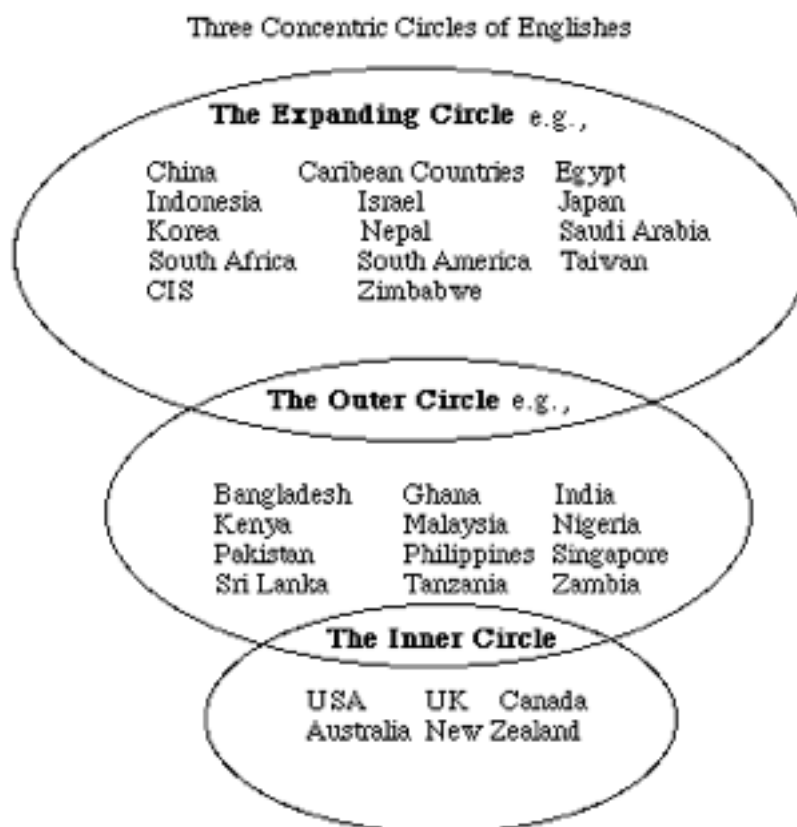 Three Concentric Circles of Englishes
The Expanding Circle e.g.,
China Caribean Countries Egypt
Indonesia Israel Japan
Korea Nepal Saudi Arabia
South Africa South America Taiwan
CIS Zimbabwe
The Outer Circle e.g.,
Bangladesh Ghana India
Kenya Malaysia Nigeria
Pakistan Philippines Singapore
Sri Lanka Tanzania Zambia
The Inner Circle
USA UK Canada
Australia New Zealand